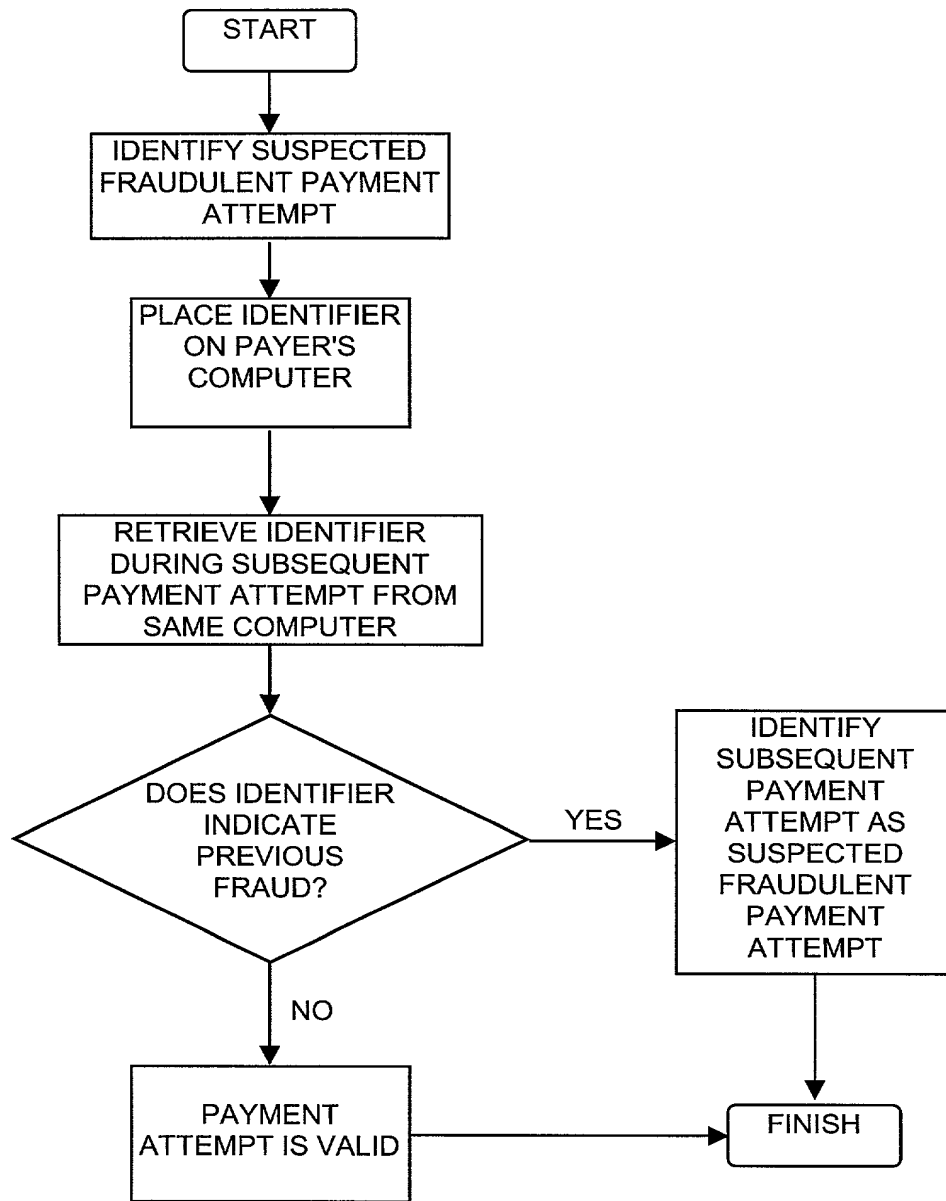 START
IDENTIFY SUSPECTED
FRAUDULENT PAYMENT
ATTEMPT
PLACE IDENTIFIER
ON PAYER'S
COMPUTER
RETRIEVE IDENTIFIER
DURING SUBSEQUENT
PAYMENT ATTEMPT FROM
SAME COMPUTER
DOES IDENTIFIER
INDICATE
PREVIOUS
FRAUD?
YES
IDENTIFY
SUBSEQUENT
PAYMENT
ATTEMPT AS
SUSPECTED
FRAUDULENT
PAYMENT
ATTEMPT
NO
PAYMENT
ATTEMPT IS VALID
FINISH